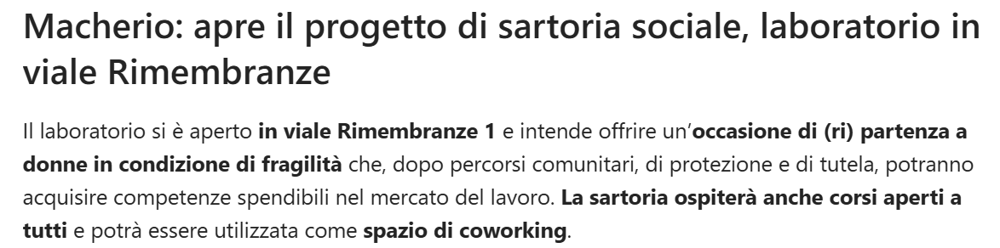 Macherio: apre il progetto di sartoria sociale, laboratorio in
viale Rimembranze
Il laboratorio si è aperto in viale Rimembranze 1 e intende offrire un’occasione di (ri) partenza a
donne in condizione di fragilità che, dopo percorsi comunitari, di protezione e di tutela, potranno
acquisire competenze spendibili nel mercato del lavoro. La sartoria ospiterà anche corsi aperti a
tutti e potrà essere utilizzata come spazio di coworking.